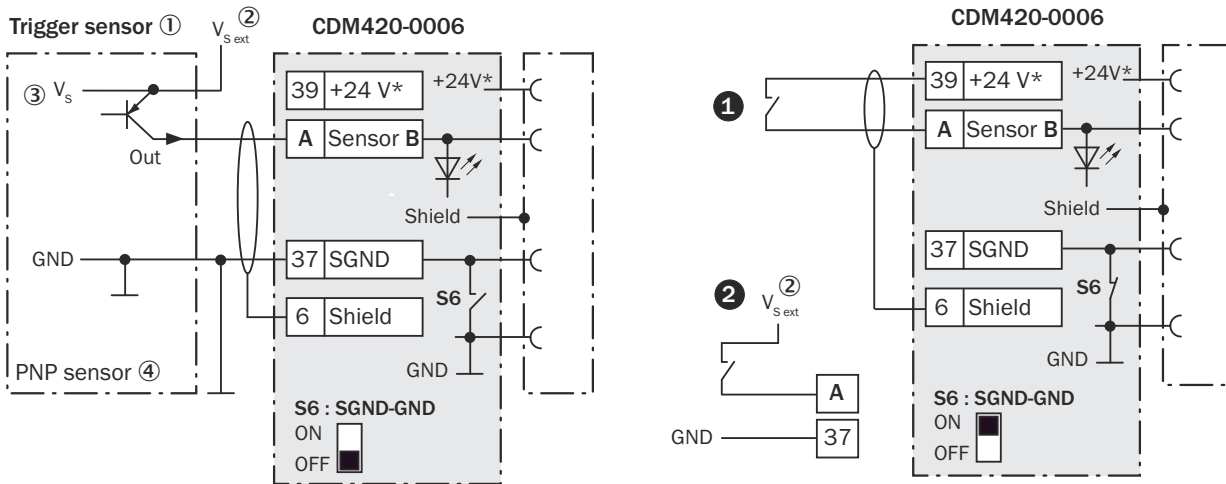 Trigger sensor ①
V S ext ②
CDM420-0006
③ V S
39 +24 V*
+24V*
A Sensor B
Out
Shield
GND
37 SGND
S6
6 Shield
GND
PNP sensor ④
S6 : SGND-GND
ON
OFF
CDM420-0006
❶
39 +24 V*
+24V*
A Sensor B
Shield
37 SGND
❷
V S ext ②
S6
6 Shield
GND
A
GND
37
S6 : SGND-GND
ON
OFF